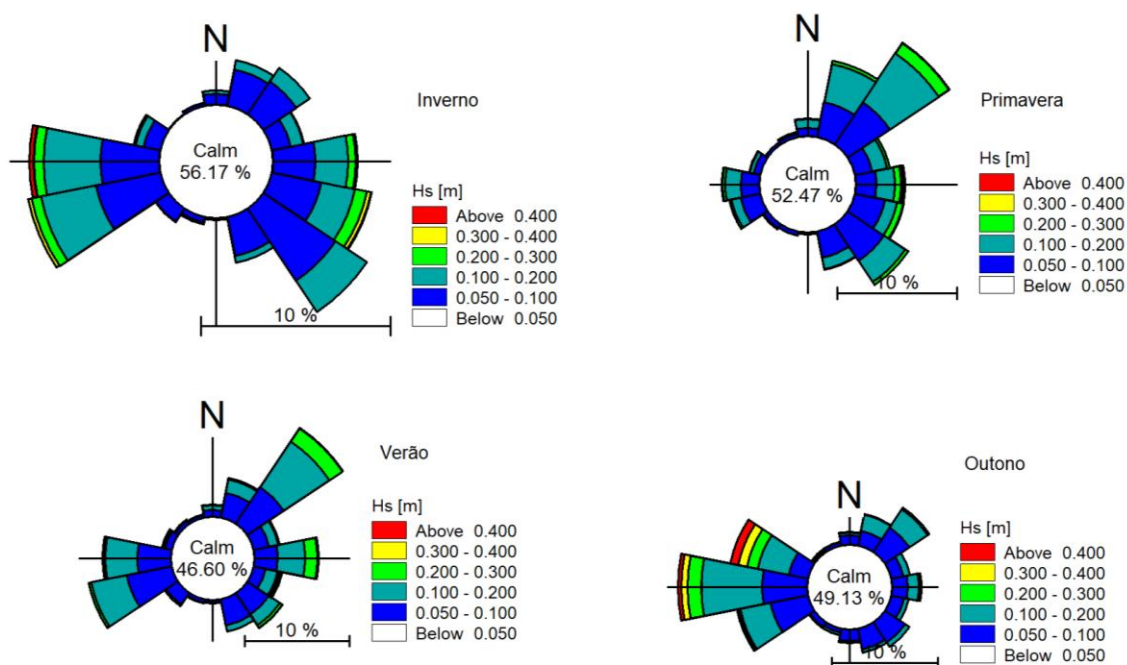 N
Inverno
Calm
56.17 %
Hs [m]
Above 0.400
0.300 - 0.400
0.200 - 0.300
0.100 - 0.200
0.050 - 0.100
Below 0.050
10 %
N
Primavera
Calm
52.47 %
Hs [m]
Above 0.400
0.300 - 0.400
0.200 - 0.300
0.100 - 0.200
0.050 - 0.100
Below 0.050
10 %
N
Verão
Calm
46.60 %
Hs [m]
Above 0.400
0.300 - 0.400
0.200 - 0.300
0.100 - 0.200
0.050 - 0.100
Below 0.050
10 %
N
Outono
Calm
49.13 %
Hs [m]
Above 0.400
0.300 - 0.400
0.200 - 0.300
0.100 - 0.200
0.050 - 0.100
Below 0.050
10 %